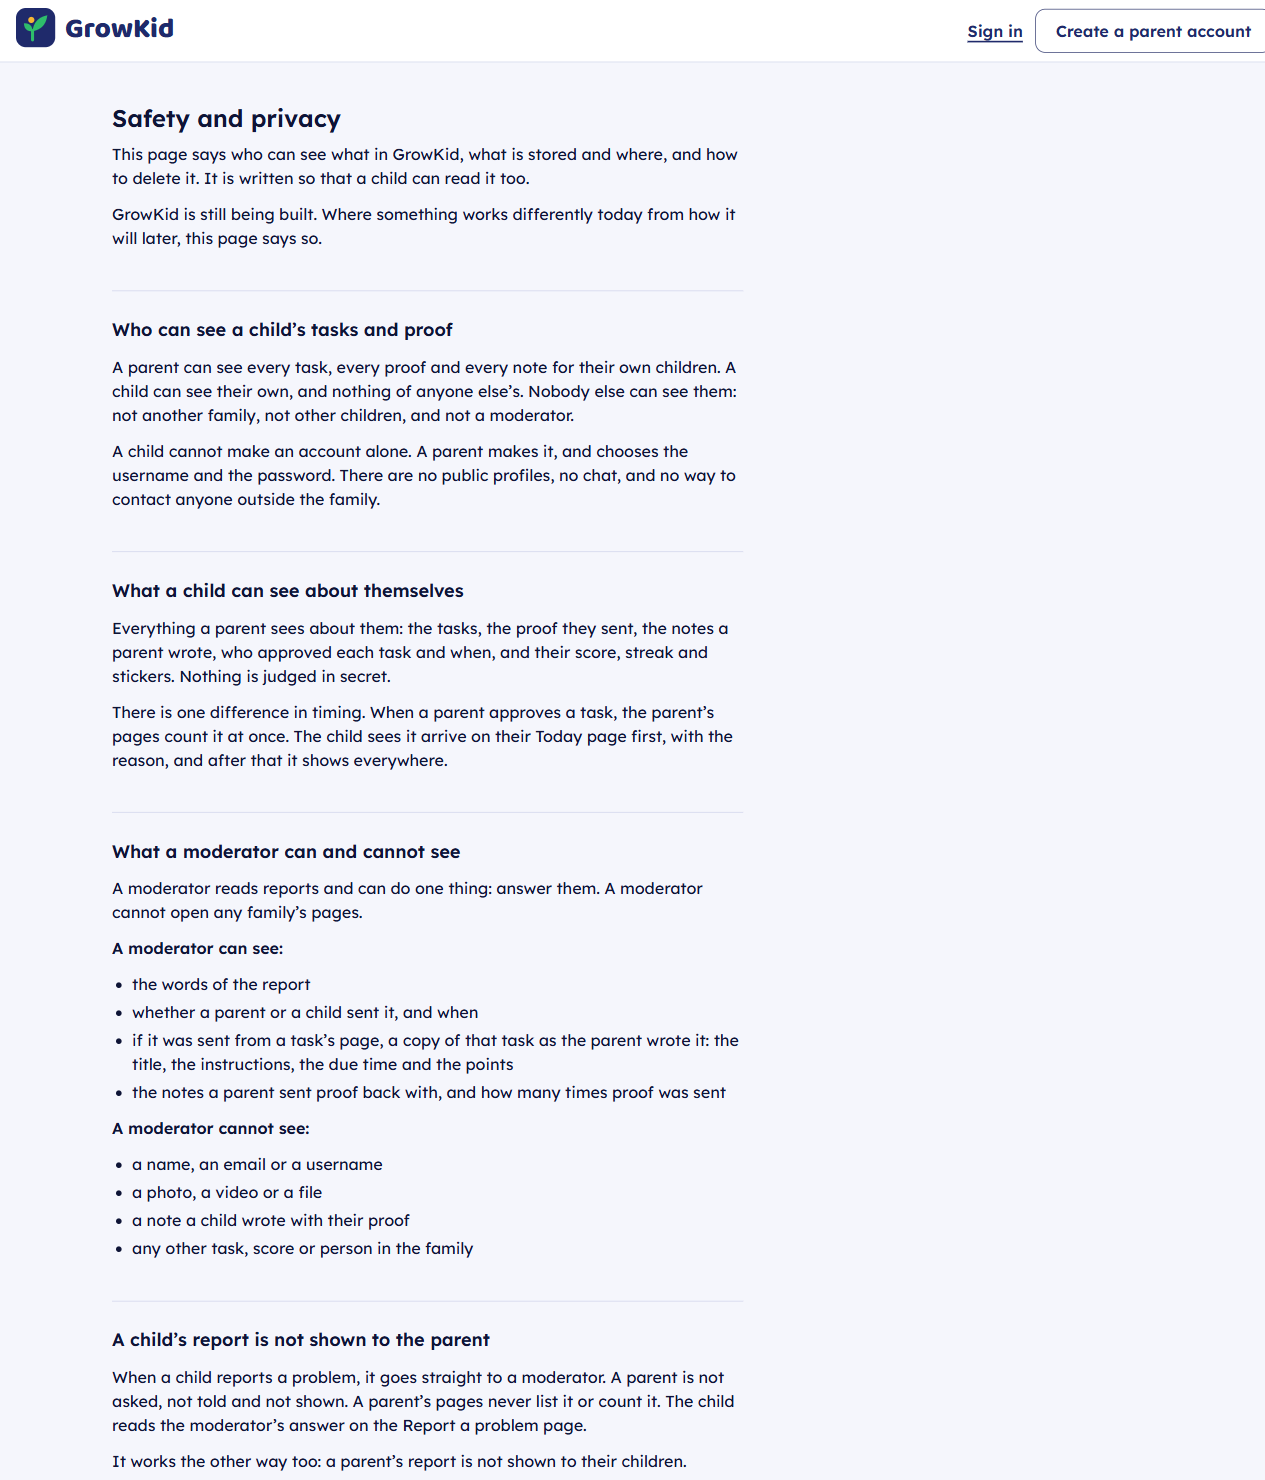 GrowKid
Sign in
Create a parent account
Safety and privacy
This page says who can see what in GrowKid, what is stored and where, and how
to delete it. It is written so that a child can read it too.
GrowKid is still being built. Where something works differently today from how it
will later, this page says so.
Who can see a child’s tasks and proof
A parent can see every task, every proof and every note for their own children. A
child can see their own, and nothing of anyone else’s. Nobody else can see them:
not another family, not other children, and not a moderator.
A child cannot make an account alone. A parent makes it, and chooses the
username and the password. There are no public profiles, no chat, and no way to
contact anyone outside the family.
What a child can see about themselves
Everything a parent sees about them: the tasks, the proof they sent, the notes a
parent wrote, who approved each task and when, and their score, streak and
stickers. Nothing is judged in secret.
There is one difference in timing. When a parent approves a task, the parent’s
pages count it at once. The child sees it arrive on their Today page first, with the
reason, and after that it shows everywhere.
What a moderator can and cannot see
A moderator reads reports and can do one thing: answer them. A moderator
cannot open any family’s pages.
A moderator can see:
• the words of the report
• whether a parent or a child sent it, and when
• if it was sent from a task’s page, a copy of that task as the parent wrote it: the
title, the instructions, the due time and the points
• the notes a parent sent proof back with, and how many times proof was sent
A moderator cannot see:
• a name, an email or a username
• a photo, a video or a file
• a note a child wrote with their proof
• any other task, score or person in the family
A child’s report is not shown to the parent
When a child reports a problem, it goes straight to a moderator. A parent is not
asked, not told and not shown. A parent’s pages never list it or count it. The child
reads the moderator’s answer on the Report a problem page.
It works the other way too: a parent’s report is not shown to their children.